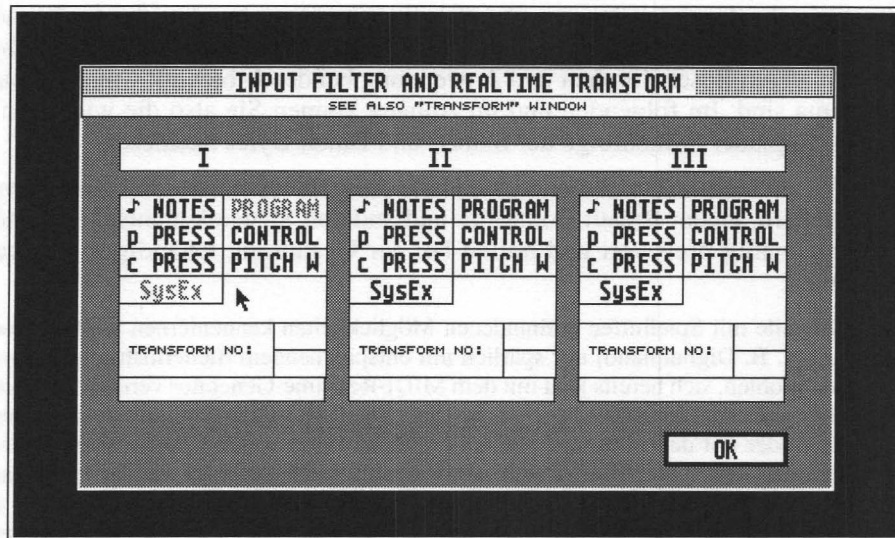 INPUT FILTER AND REALTIME TRANSFORM
SEE ALSO "TRANSFORM" WINDOW
I II III
♪ NOTES PROGRAM ♪ NOTES PROGRAM ♪ NOTES PROGRAM
p PRESS CONTROL p PRESS CONTROL p PRESS CONTROL
c PRESS PITCH W c PRESS PITCH W c PRESS PITCH W
SysEx SysEx SysEx
TRANSFORM NO: TRANSFORM NO: TRANSFORM NO:
OK